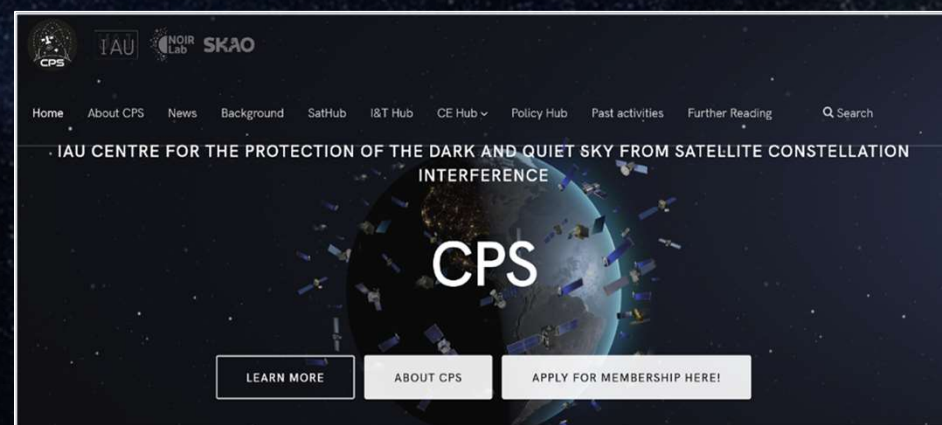 CPS
IAU
NOIR
Lab
SKAO
Home About CPS News Background SatHub I&T Hub CE Hub Policy Hub Past activities Further Reading Search
IAU CENTRE FOR THE PROTECTION OF THE DARK AND QUIET SKY FROM SATELLITE CONSTELLATION
INTERFERENCE
CPS
LEARN MORE ABOUT CPS APPLY FOR MEMBERSHIP HERE!